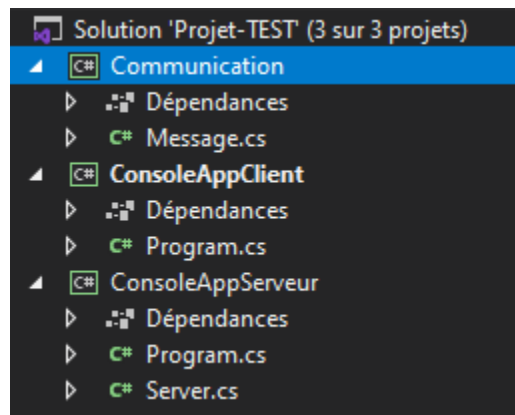 Solution 'Projet-TEST' (3 sur 3 projets)
C# Communication
Dépendances
C# Message.cs
C# ConsoleAppClient
Dépendances
C# Program.cs
C# ConsoleAppServeur
Dépendances
C# Program.cs
C# Server.cs